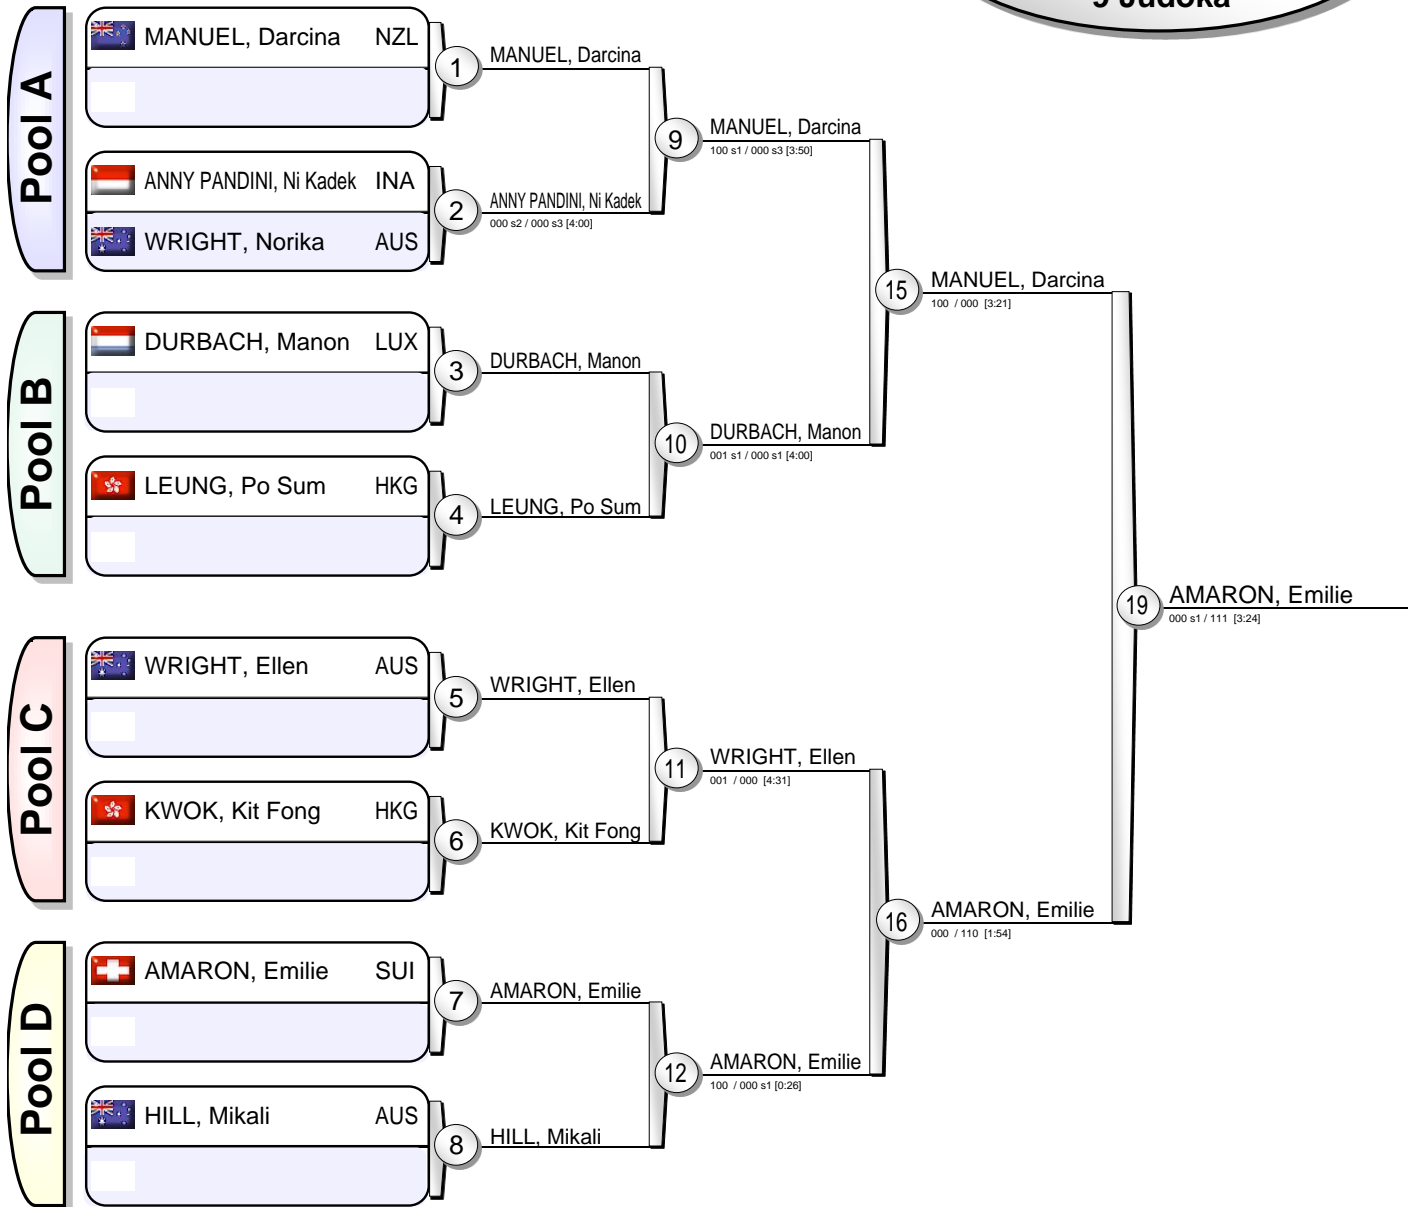 9 Judoka
Pool A
MANUEL, Darcina NZL
1
MANUEL, Darcina
ANNY PANDINI, Ni Kadek INA
WRIGHT, Norika AUS
2
ANNY PANDINI, Ni Kadek
000 s2 / 000 s3 [4:00]
9
MANUEL, Darcina
100 s1 / 000 s3 [3:50]
Pool B
DURBACH, Manon LUX
3
DURBACH, Manon
LEUNG, Po Sum HKG
4
LEUNG, Po Sum
10
DURBACH, Manon
001 s1 / 000 s1 [4:00]
15
MANUEL, Darcina
100 / 000 [3:21]
Pool C
WRIGHT, Ellen AUS
5
WRIGHT, Ellen
KWOK, Kit Fong HKG
6
KWOK, Kit Fong
11
WRIGHT, Ellen
001 / 000 [4:31]
Pool D
AMARON, Emilie SUI
7
AMARON, Emilie
HILL, Mikali AUS
8
HILL, Mikali
12
AMARON, Emilie
100 / 000 s1 [0:26]
16
AMARON, Emilie
000 / 110 [1:54]
19
AMARON, Emilie
000 s1 / 111 [3:24]